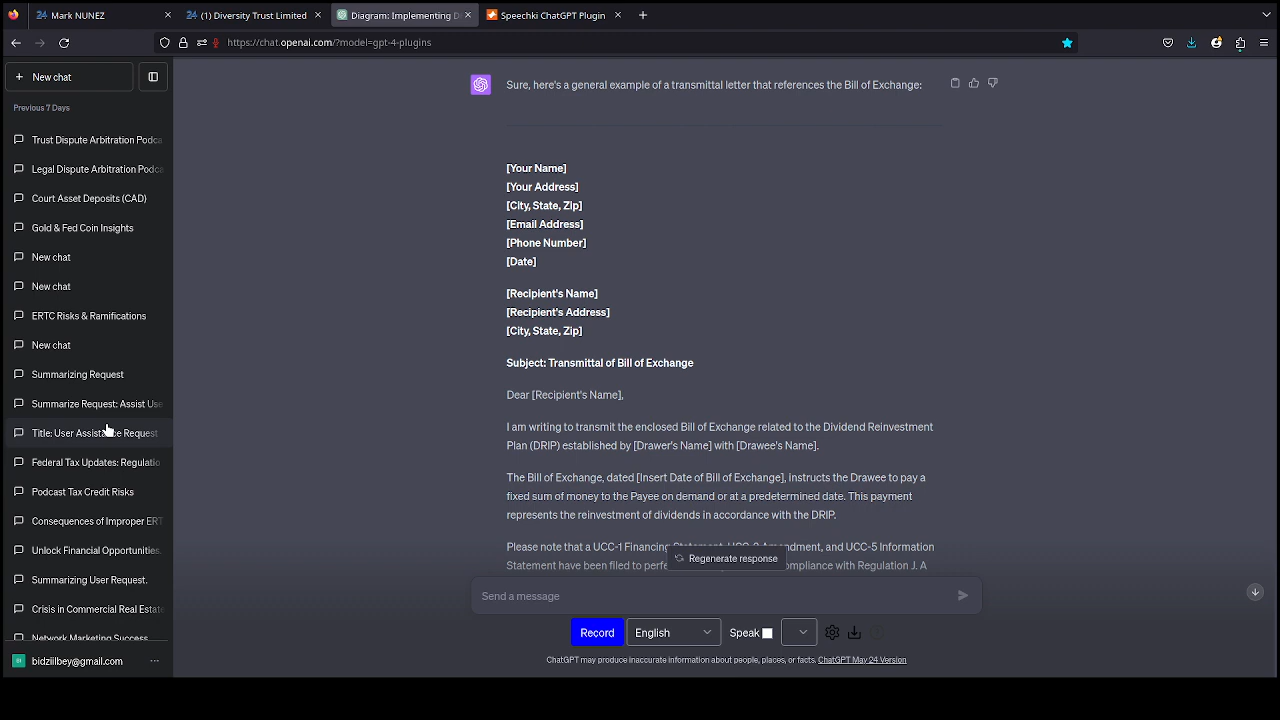 Mark NUNEZ
(1) Diversity Trust Limited
Diagram: Implementing D
Speechki ChatGPT Plugin
https://chat.openai.com/?model=gpt-4-plugins
New chat
Previous 7 Days
Trust Dispute Arbitration Podca
Legal Dispute Arbitration Podca
Court Asset Deposits (CAD)
Gold & Fed Coin Insights
New chat
New chat
ERTC Risks & Ramifications
New chat
Summarizing Request
Summarize Request: Assist Use
Title: User Assistance Request
Federal Tax Updates: Regulatio
Podcast Tax Credit Risks
Consequences of Improper ERT
Unlock Financial Opportunities.
Summarizing User Request.
Crisis in Commercial Real Estate
Network Marketing Success
bidzillbey@gmail.com
Sure, here's a general example of a transmittal letter that references the Bill of Exchange:
[Your Name]
[Your Address]
[City, State, Zip]
[Email Address]
[Phone Number]
[Date]
[Recipient's Name]
[Recipient's Address]
[City, State, Zip]
Subject: Transmittal of Bill of Exchange
Dear [Recipient's Name],
I am writing to transmit the enclosed Bill of Exchange related to the Dividend Reinvestment
Plan (DRIP) established by [Drawer's Name] with [Drawee's Name].
The Bill of Exchange, dated [Insert Date of Bill of Exchange], instructs the Drawee to pay a
fixed sum of money to the Payee on demand or at a predetermined date. This payment
represents the reinvestment of dividends in accordance with the DRIP.
Please note that a UCC-1 Financing Statement, UCC-3 Amendment, and UCC-5 Information
Statement have been filed to perfe compliance with Regulation J. A
Regenerate response
Send a message
Record
English
Speak
ChatGPT may produce inaccurate information about people, places, or facts. ChatGPT May 24 Version